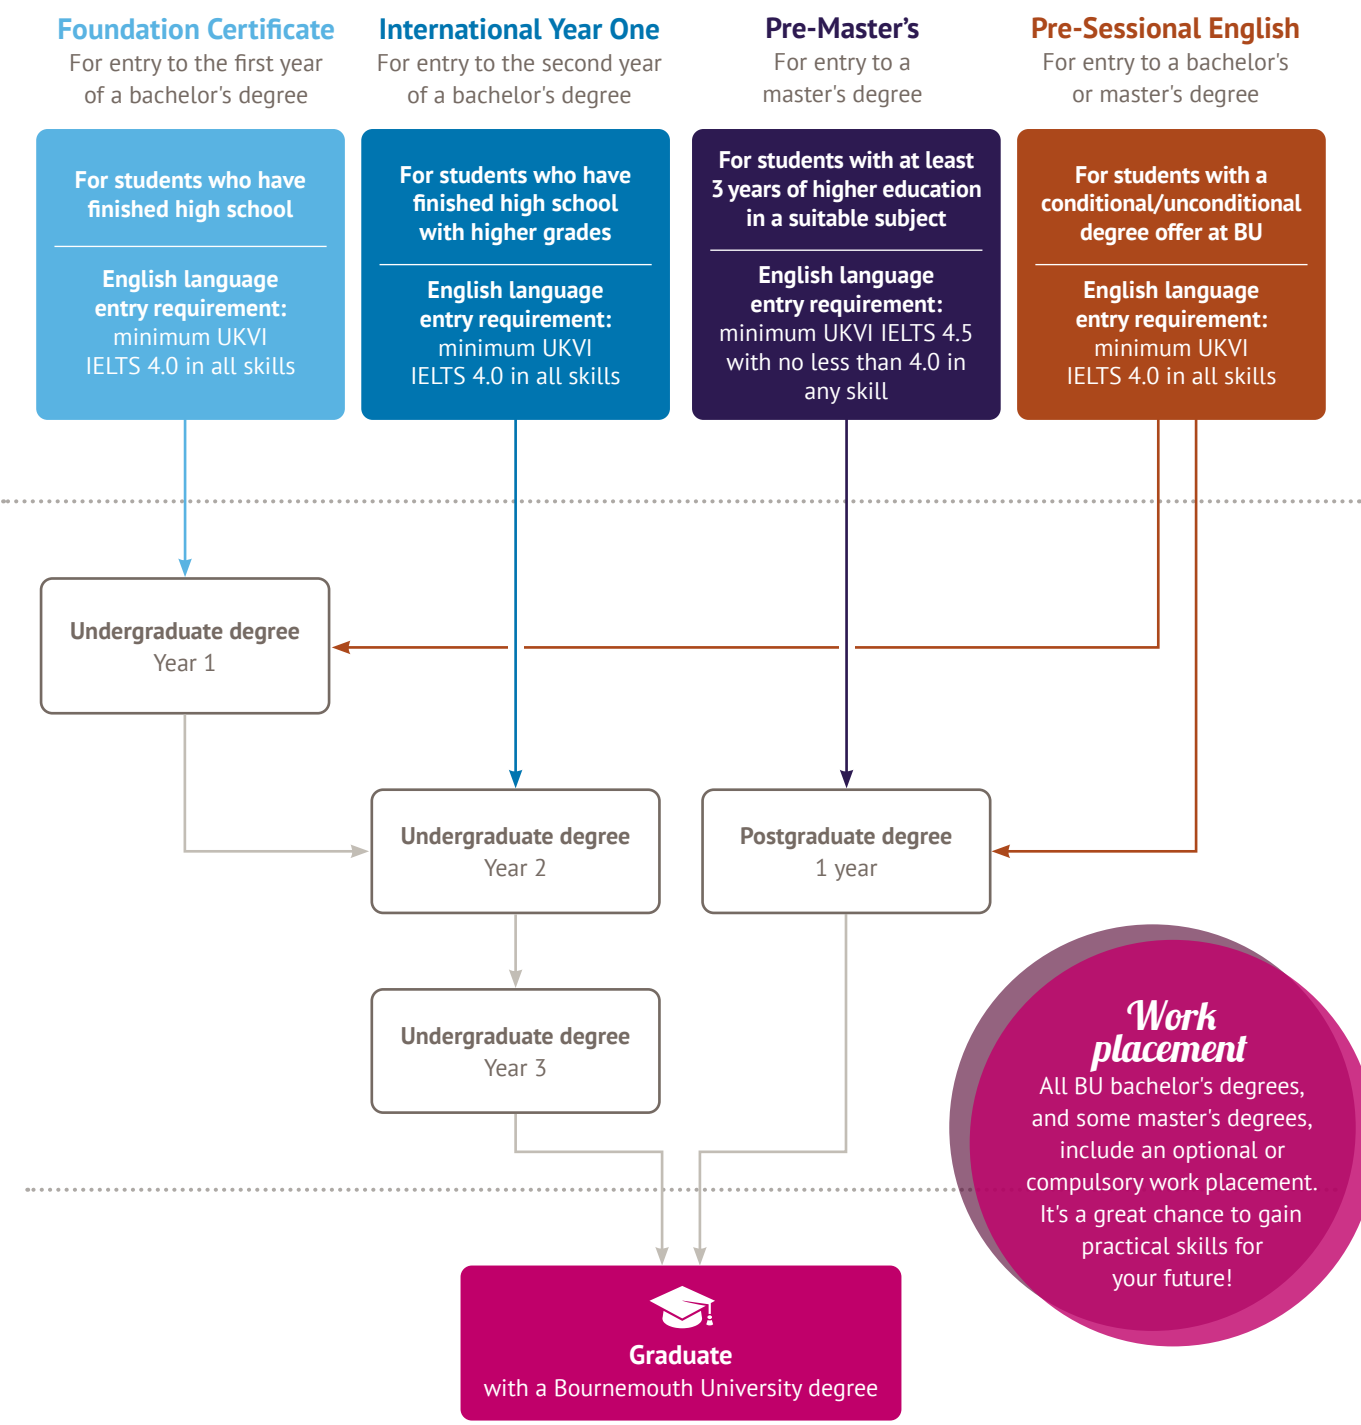 Foundation Certificate
For entry to the first year
of a bachelor's degree
For students who have
finished high school
English language
entry requirement:
minimum UKVI
IELTS 4.0 in all skills
International Year One
For entry to the second year
of a bachelor's degree
For students who have
finished high school
with higher grades
English language
entry requirement:
minimum UKVI
IELTS 4.0 in all skills
Pre-Master’s
For entry to a
master's degree
For students with at least
3 years of higher education
in a suitable subject
English language
entry requirement:
minimum UKVI IELTS 4.5
with no less than 4.0 in
any skill
Pre-Sessional English
For entry to a bachelor's
or master's degree
For students with a
conditional/unconditional
degree offer at BU
English language
entry requirement:
minimum UKVI
IELTS 4.0 in all skills
Undergraduate degree
Year 1
Undergraduate degree
Year 2
Postgraduate degree
1 year
Undergraduate degree
Year 3
Work
placement
All BU bachelor's degrees,
and some master's degrees,
include an optional or
compulsory work placement.
It's a great chance to gain
practical skills for
your future!
Graduate
with a Bournemouth University degree